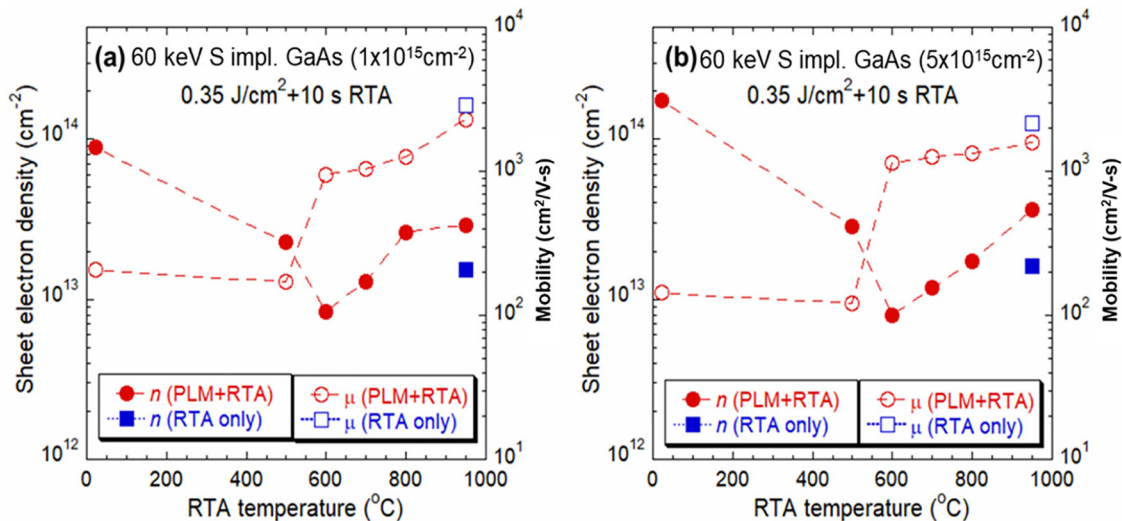 (a) 60 keV S impl. GaAs (1x10¹⁵cm⁻²)
0.35 J/cm²+10 s RTA
Sheet electron density (cm⁻²)
10¹⁴
10¹³
10¹²
10⁴
10³
10²
10¹
Mobility (cm²/V-s)
n (PLM+RTA)
n (RTA only)
μ (PLM+RTA)
μ (RTA only)
0 200 400 600 800 1000
RTA temperature (°C)
(b) 60 keV S impl. GaAs (5x10¹⁵cm⁻²)
0.35 J/cm²+10 s RTA
Sheet electron density (cm⁻²)
10¹⁴
10¹³
10¹²
10⁴
10³
10²
10¹
Mobility (cm²/V-s)
n (PLM+RTA)
n (RTA only)
μ (PLM+RTA)
μ (RTA only)
0 200 400 600 800 1000
RTA temperature (°C)